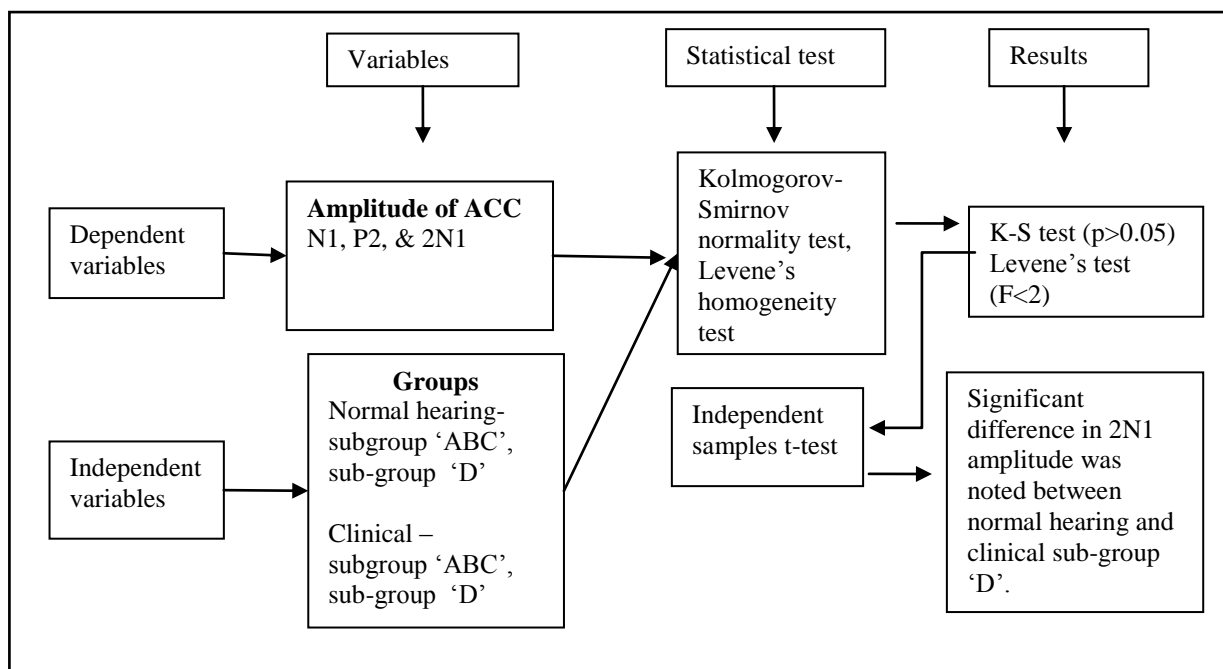 Variables
Statistical test
Results
Dependent
variables
Amplitude of ACC
N1, P2, & 2N1
Kolmogorov-
Smirnov
normality test,
Levene’s
homogeneity
test
K-S test (p>0.05)
Levene’s test
(F<2)
Independent
variables
Groups
Normal hearing-
subgroup ‘ABC’,
sub-group ‘D’
Clinical –
subgroup ‘ABC’,
sub-group ‘D’
Independent
samples t-test
Significant
difference in 2N1
amplitude was
noted between
normal hearing and
clinical sub-group
‘D’.